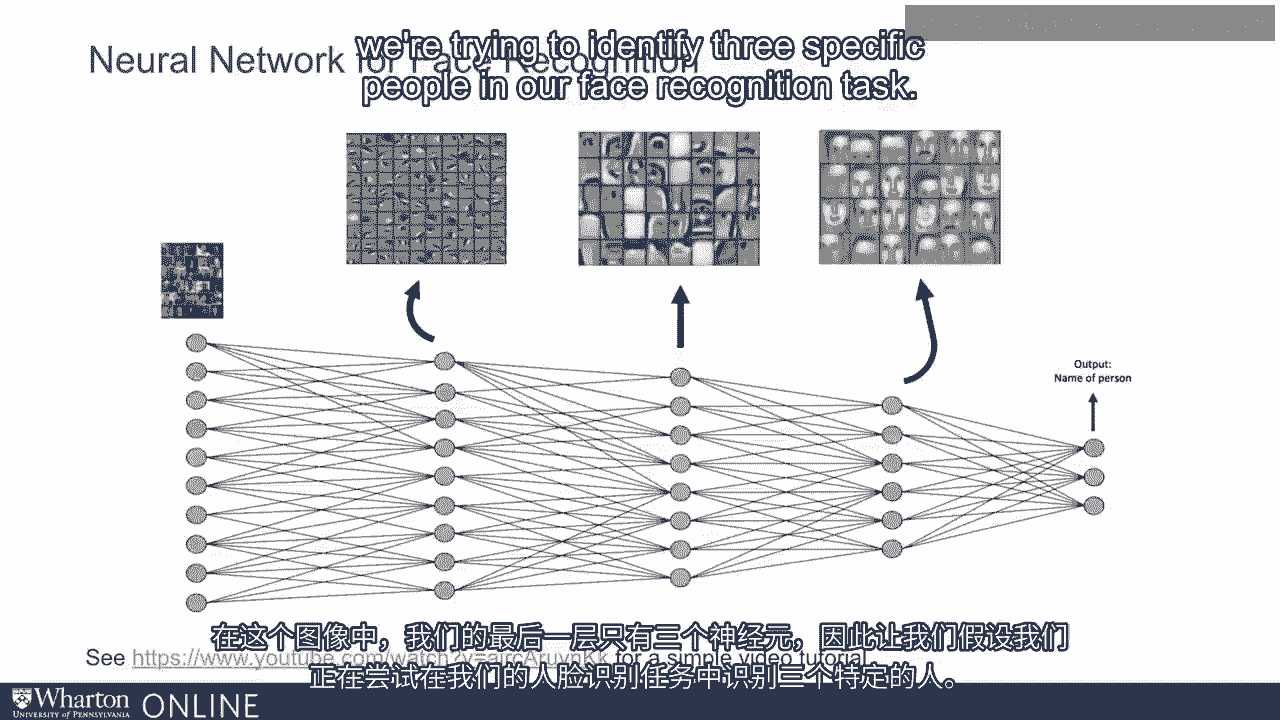 we're trying to identify three specific
people in our face recognition task.
Neural Network for Face Recognition
Output:
Name of person
在这个图像中，我们的最后一层只有三个神经元，因此让我们假设我们
正在尝试在我们的人脸识别任务中识别三个特定的人。
See https://www.youtube.com/watch?v=aircAruvnKk for a simple video tutorial
Wharton ONLINE
UNIVERSITY of PENNSYLVANIA